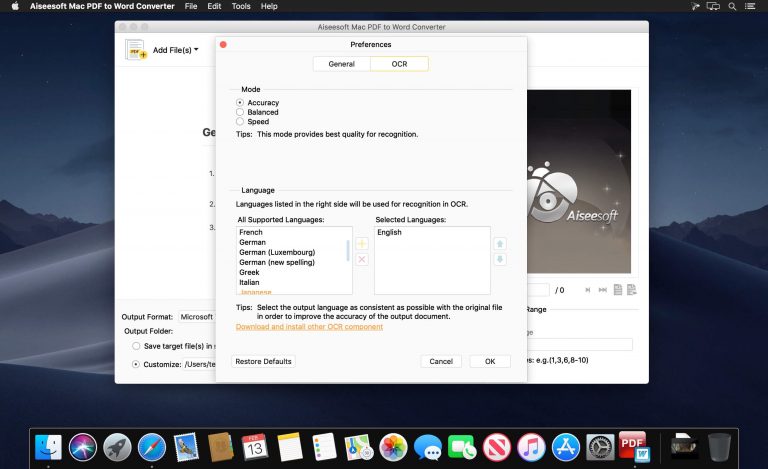 Aiseesoft Mac PDF to Word Converter File Edit Tools Help
Aiseesoft Mac PDF to Word Converter
PDF Add File(s)
Preferences
General OCR
Mode
Accuracy
Balanced
Speed
Tips: This mode provides best quality for recognition.
Ge
1.
2.
3.
Aiseesoft
Language
Languages listed in the right side will be used for recognition in OCR.
All Supported Languages: Selected Languages:
French
German
German (Luxembourg)
German (new spelling)
Greek
Italian
Japanese
English
/ 0
Tips: Select the output language as consistent as possible with the original file
in order to improve the accuracy of the output document.
Download and install other OCR component
Output Format: Microsoft
Output Folder:
Save target file(s) in s
Customize: /Users/te
Range
ge
s: e.g.(1,3,6,8-10)
Restore Defaults Cancel OK
FEB
13
PDF
W